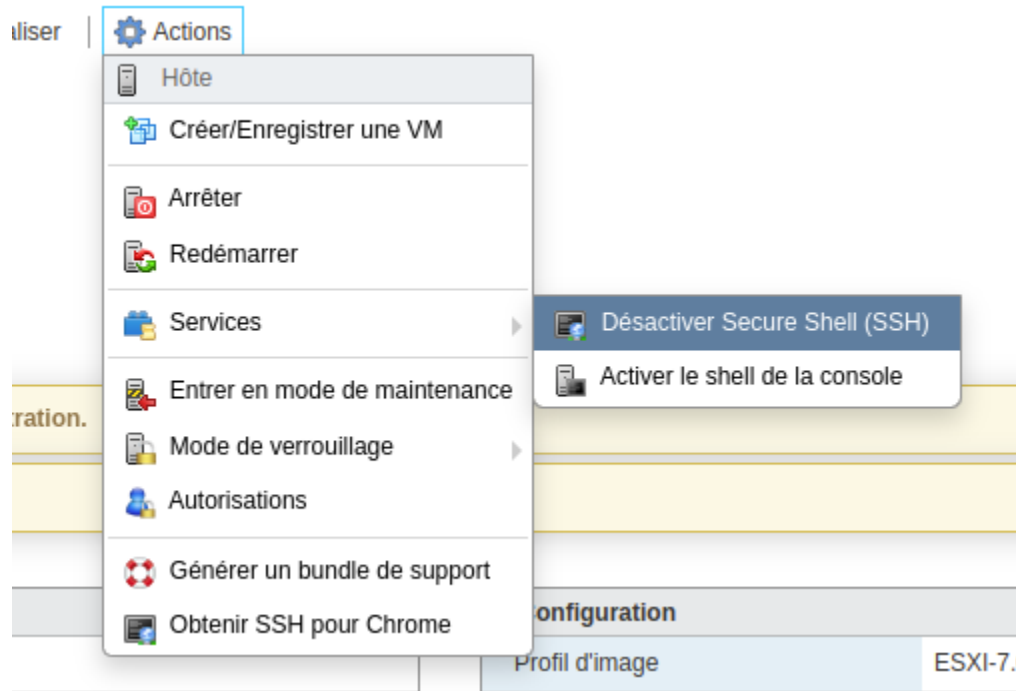 aliser
Actions
Hôte
Créer/Enregistrer une VM
Arrêter
Redémarrer
Services
Désactiver Secure Shell (SSH)
Activer le shell de la console
Entrer en mode de maintenance
ration.
Mode de verrouillage
Autorisations
Générer un bundle de support
Obtenir SSH pour Chrome
onfiguration
Profil d'image
ESXI-7.